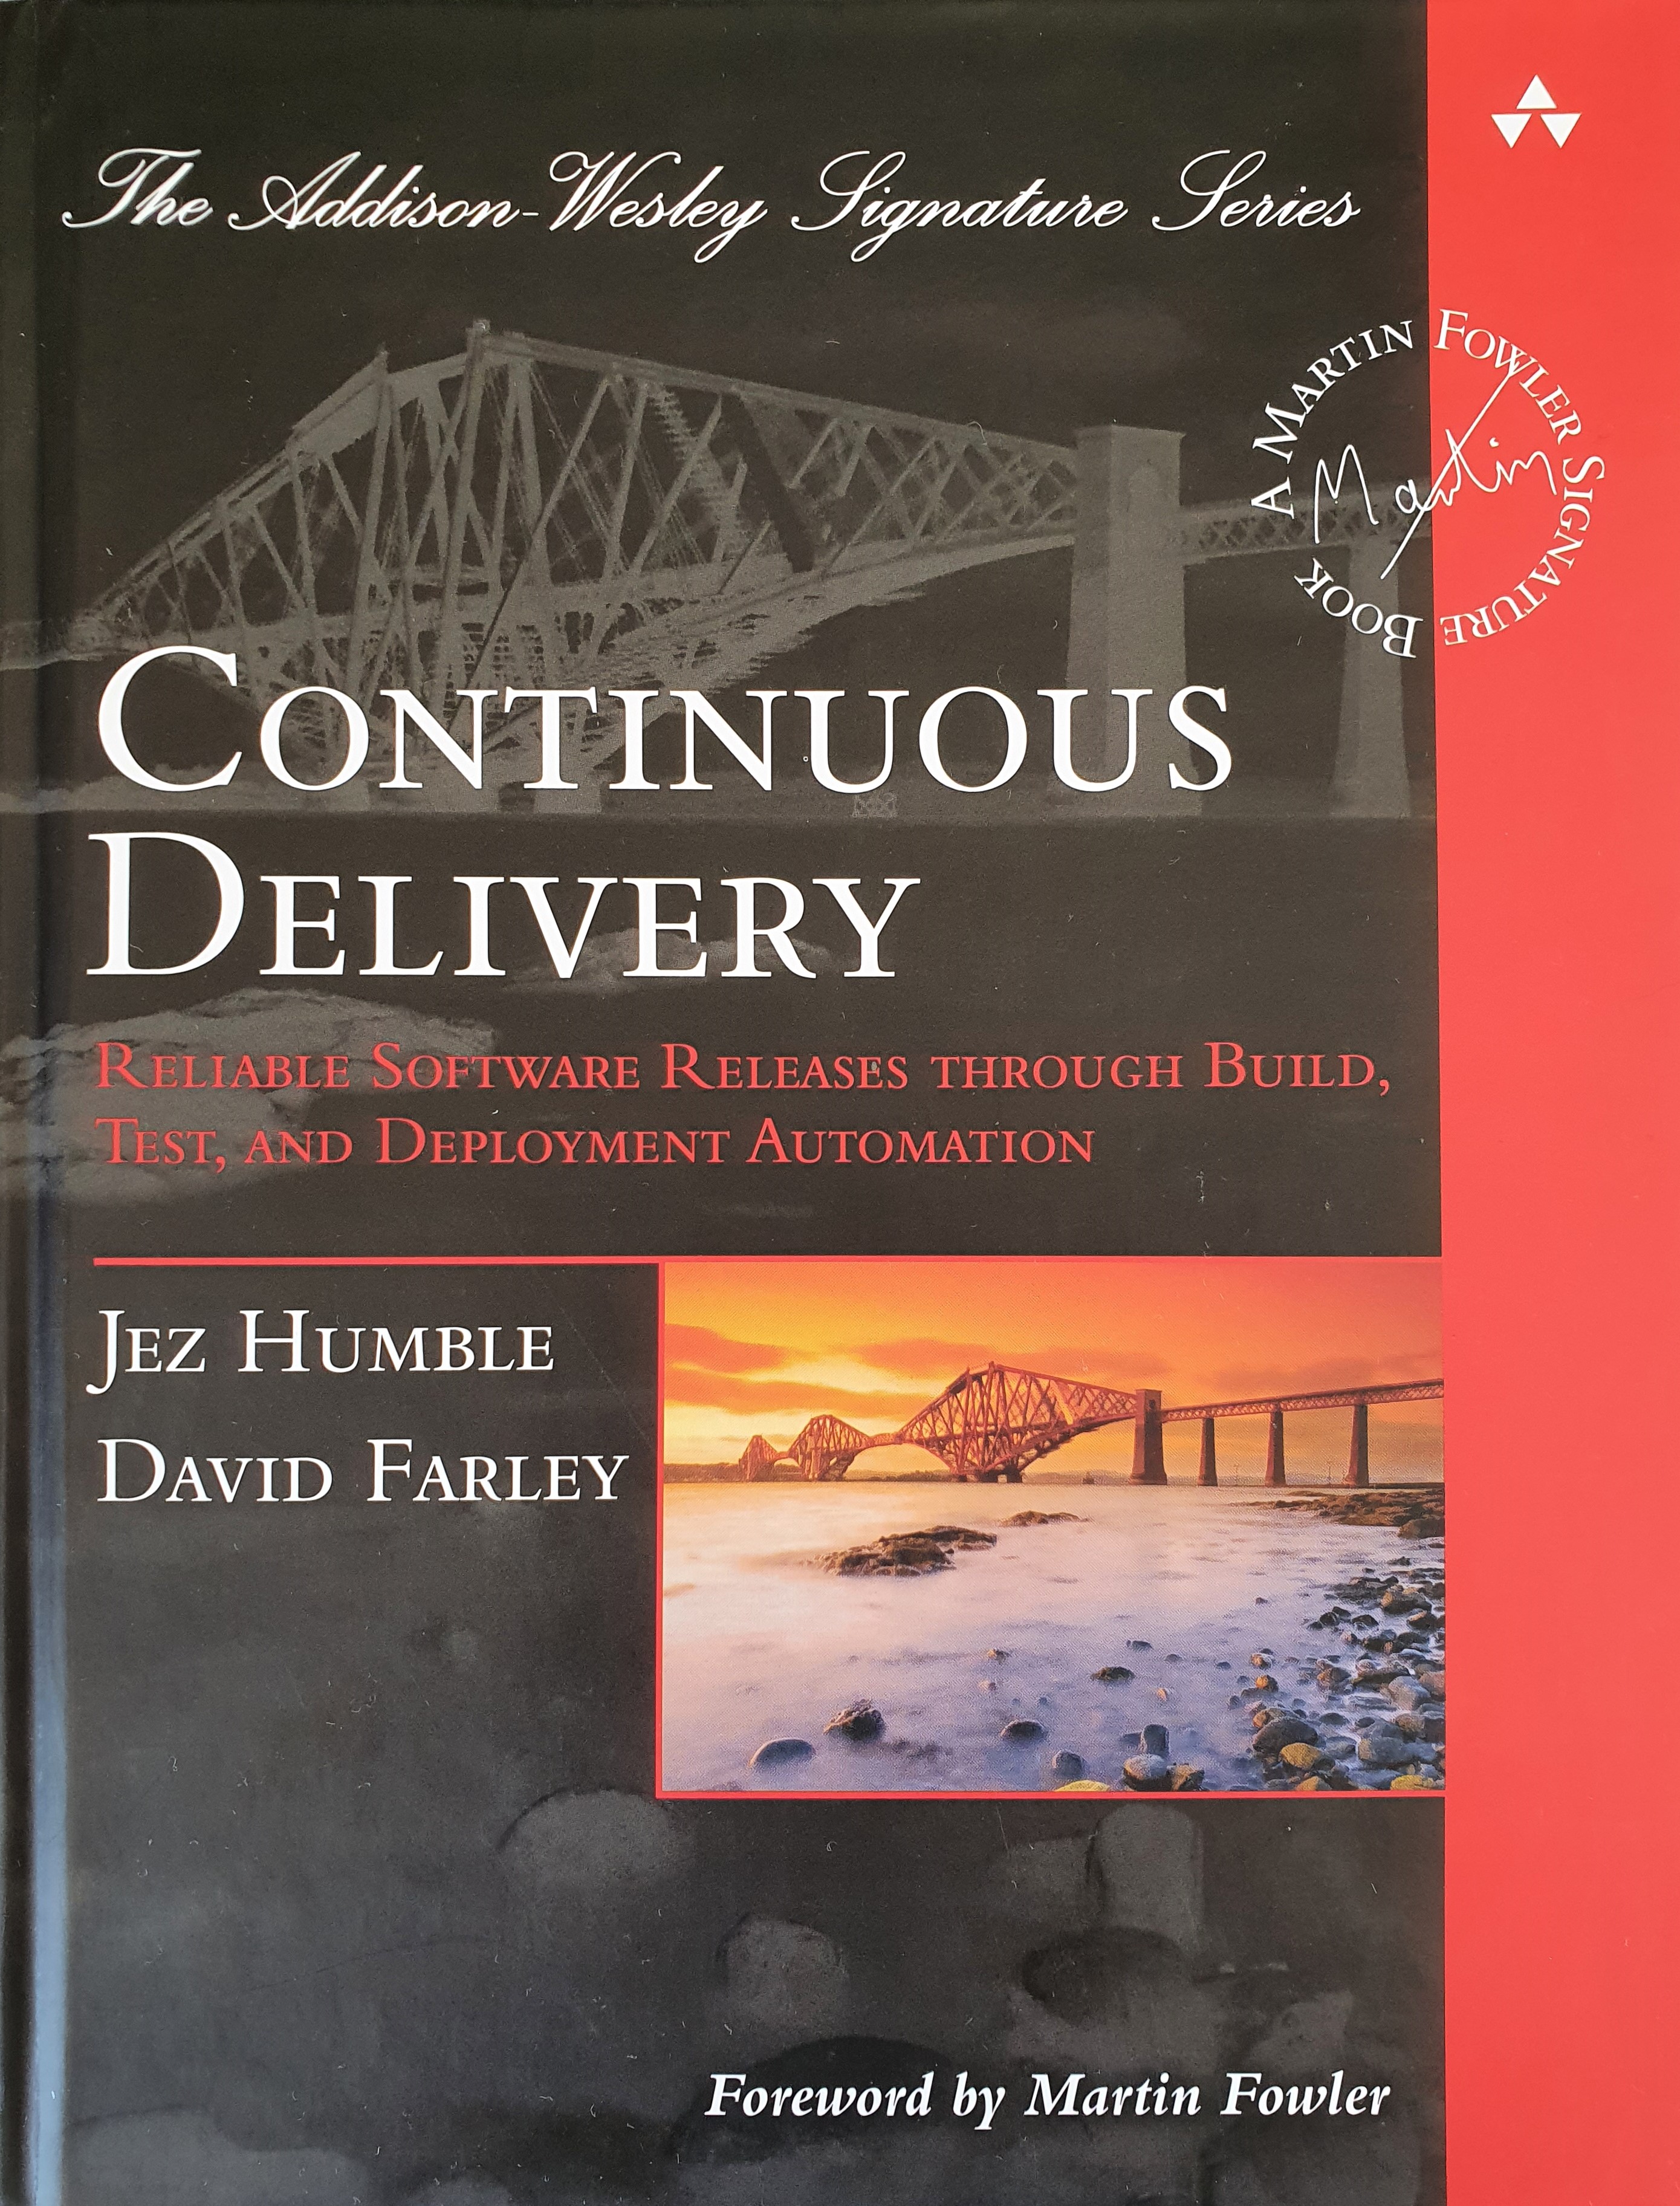 The Addison-Wesley Signature Series
A MARTIN FOWLER SIGNATURE BOOK
Martin
CONTINUOUS
DELIVERY
RELIABLE SOFTWARE RELEASES THROUGH BUILD,
TEST, AND DEPLOYMENT AUTOMATION
JEZ HUMBLE
DAVID FARLEY
Foreword by Martin Fowler